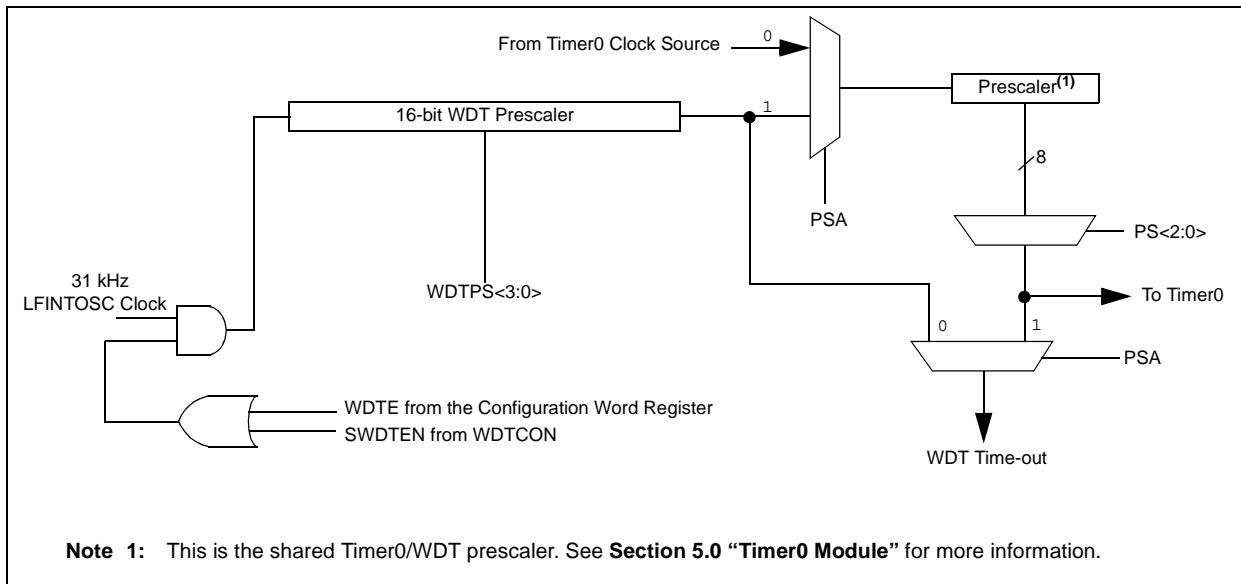 From Timer0 Clock Source
0
1
Prescaler(1)
16-bit WDT Prescaler
8
PSA
PS<2:0>
31 kHz
LFINTOSC Clock
WDTPS<3:0>
To Timer0
0
1
PSA
WDTE from the Configuration Word Register
SWDTEN from WDTCON
WDT Time-out
Note 1: This is the shared Timer0/WDT prescaler. See Section 5.0 “Timer0 Module” for more information.